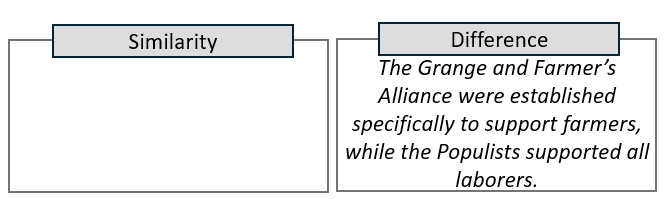 Similarity
Difference
The Grange and Farmer’s
Alliance were established
specifically to support farmers,
while the Populists supported all
laborers.